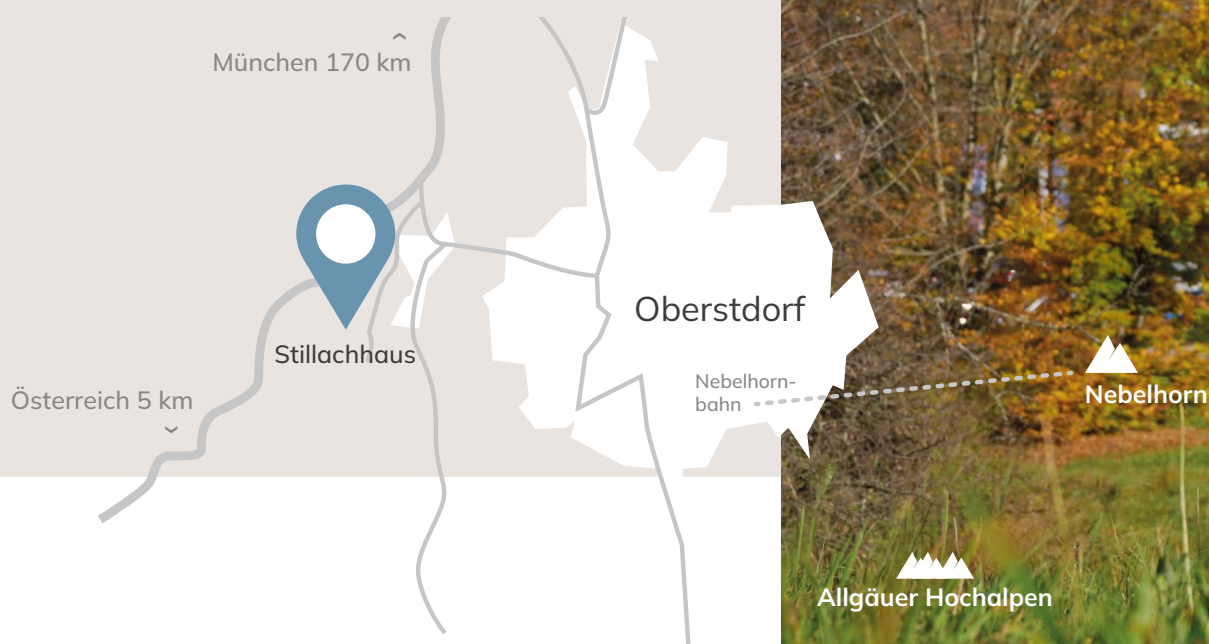 München 170 km
Oberstdorf
Stillachhaus
Nebelhorn-
bahn
Nebelhorn
Österreich 5 km
Allgäuer Hochalpen